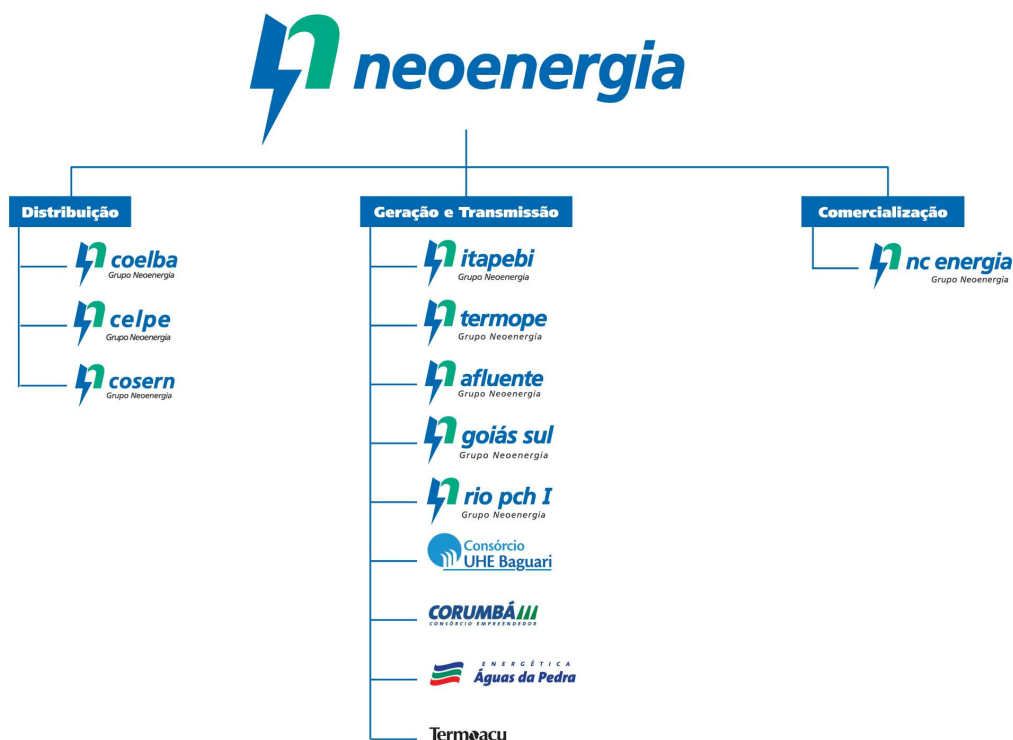 neoenergia
Distribuição
coelba
Grupo Neoenergia
celpe
Grupo Neoenergia
cosern
Grupo Neoenergia
Geração e Transmissão
itapebi
Grupo Neoenergia
termope
Grupo Neoenergia
afluente
Grupo Neoenergia
goiás sul
Grupo Neoenergia
rio pch I
Grupo Neoenergia
Consórcio
UHE Baguari
CORUMBÁ III
CONSÓRCIO EMPREENDEDOR
ENERGÉTICA
Águas da Pedra
Termoaçu
Comercialização
nc energia
Grupo Neoenergia